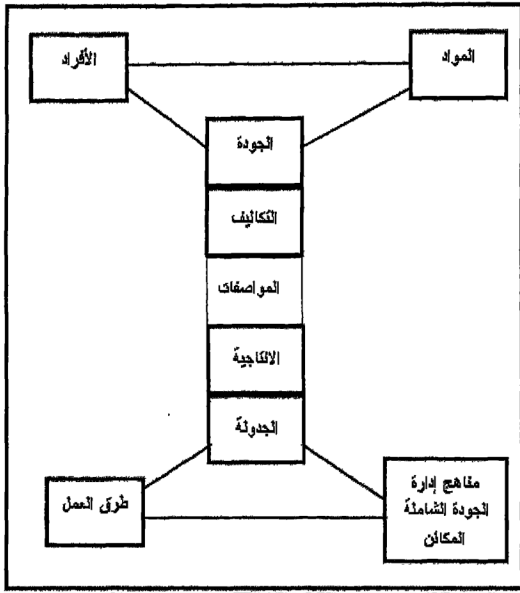 المواد
الأفراد
الجودة
التكاليف
المواصفات
الانتاجية
الجدولة
مناهج إدارة
الجودة الشاملة
المكائن
طرق العمل